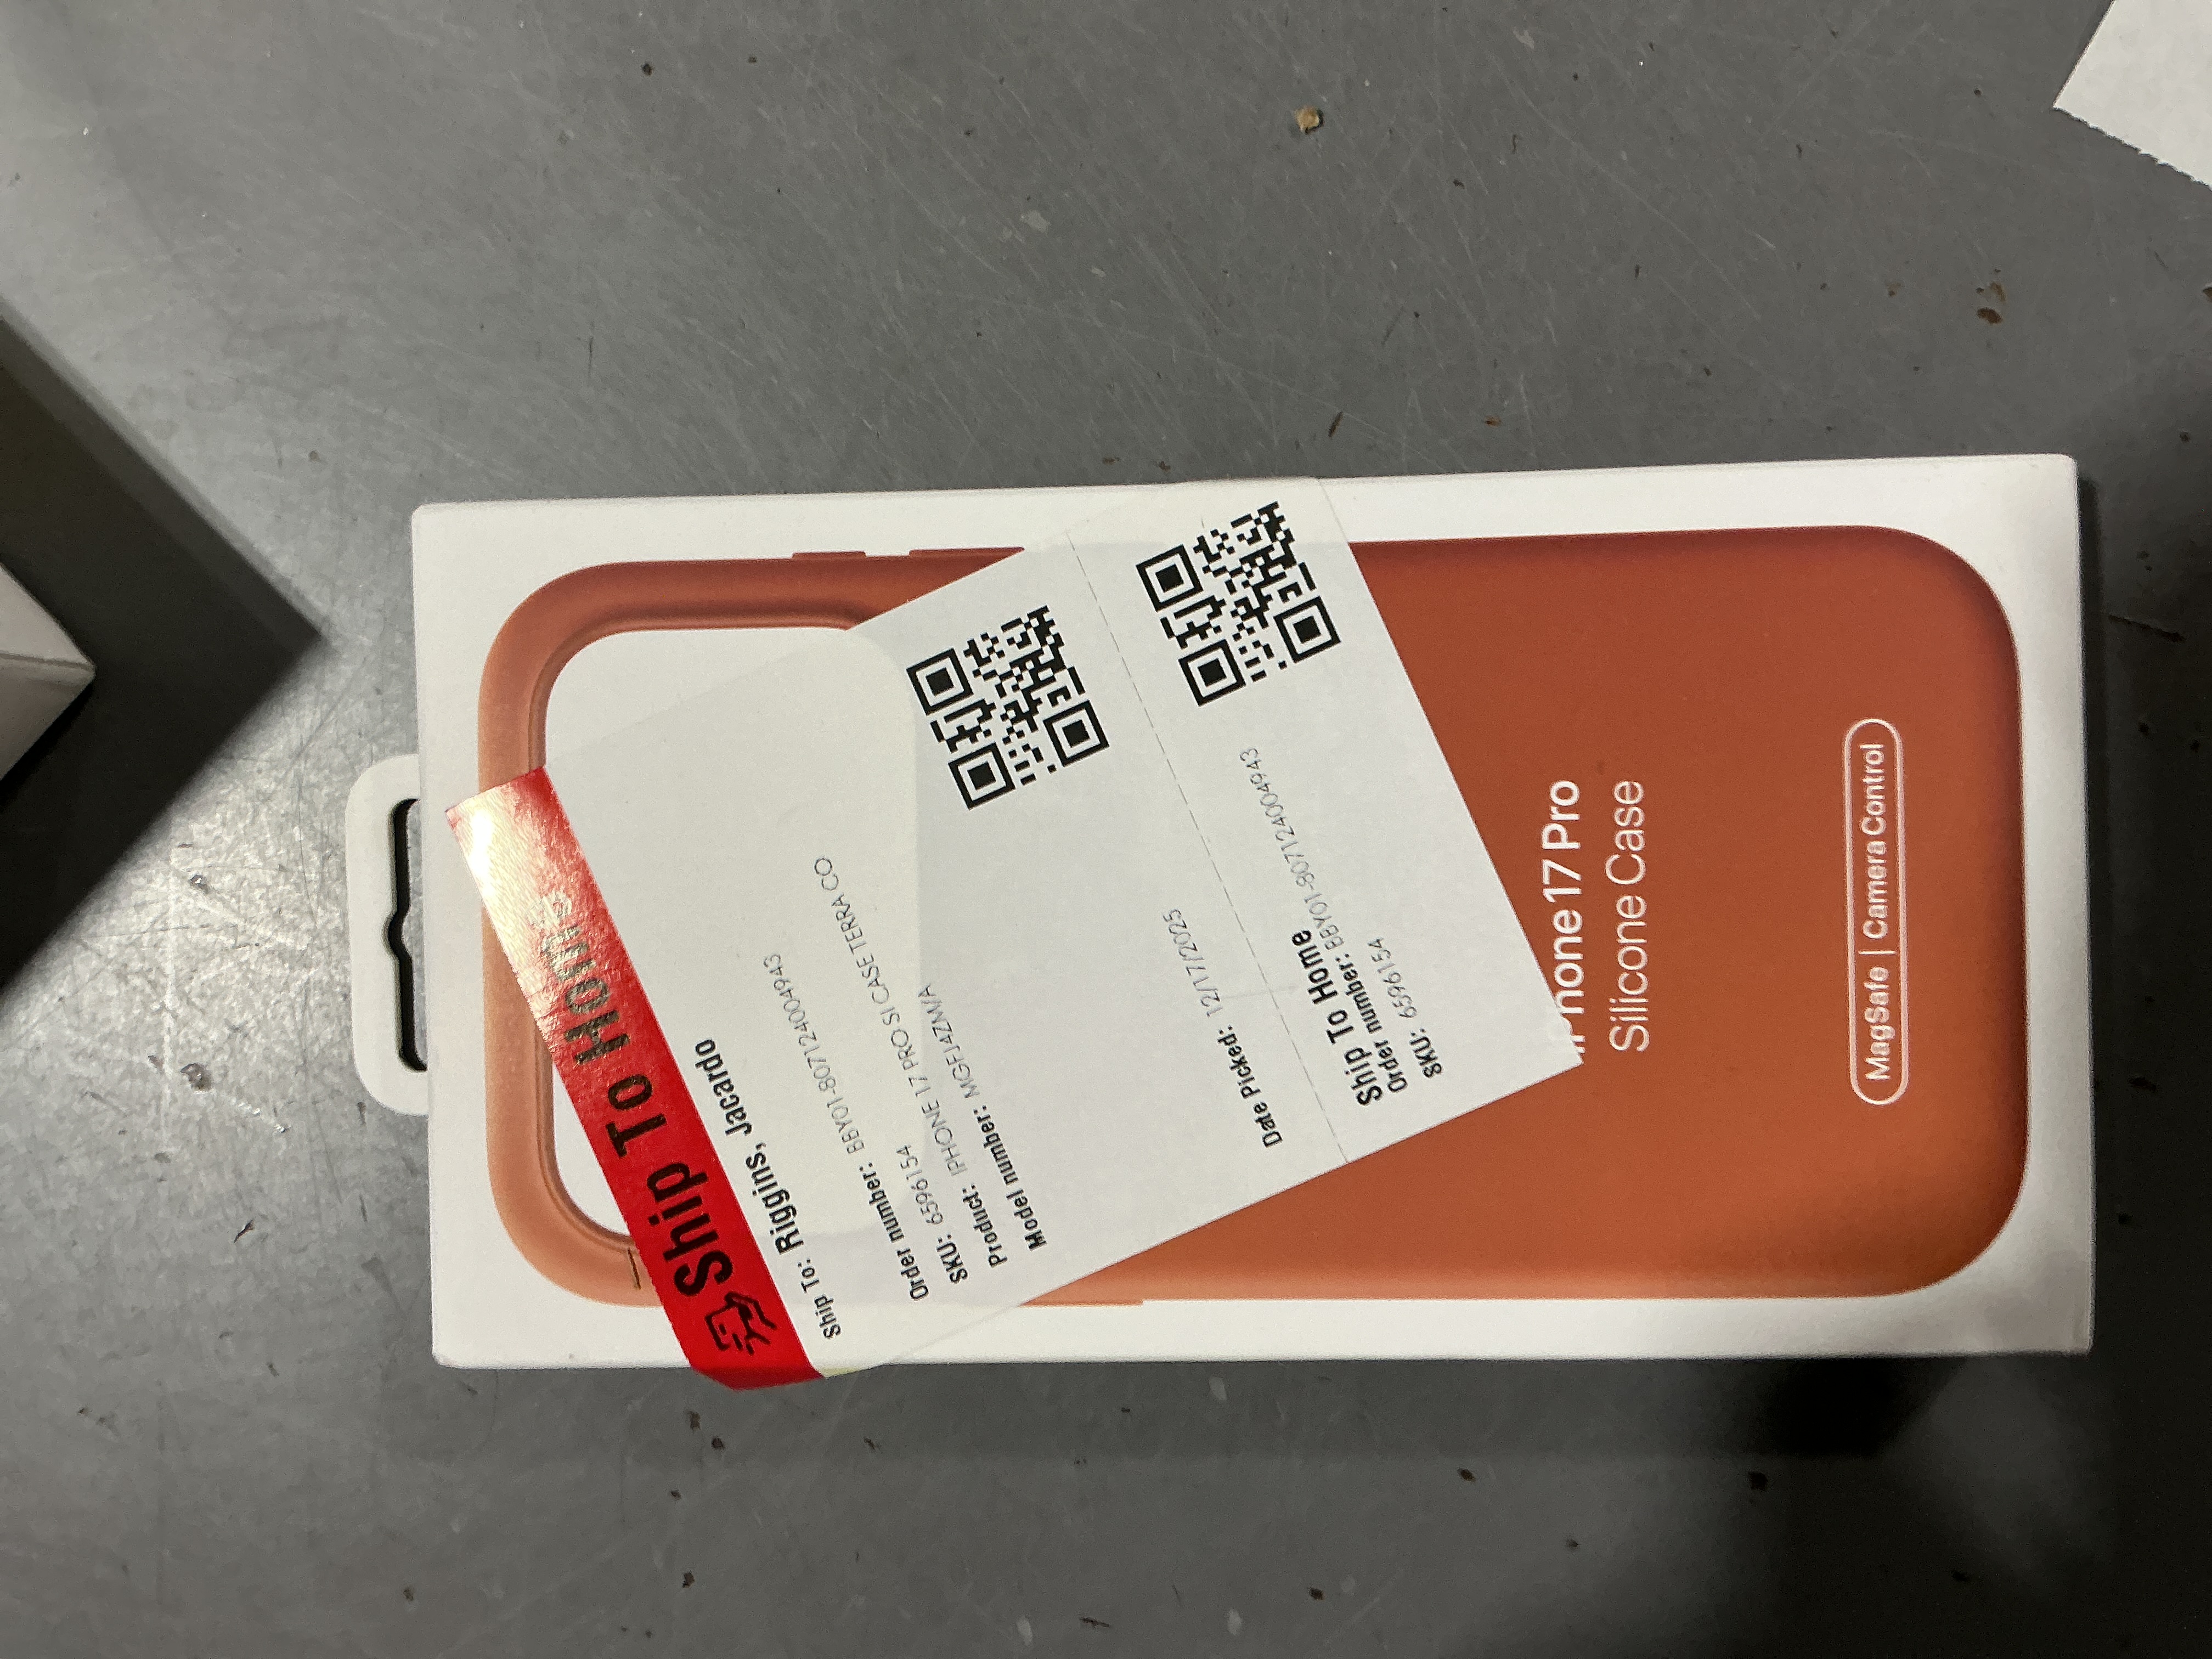 Ship To Home
Ship To: Riggins, Jacardo
Order number: BBY01-807124004943
SKU: 6596154
Product: IPHONE 17 PRO SI CASE TERRA CO
Model number: MGFJ4ZM/A
Date Picked: 12/17/2025
Ship To Home
Order number: BBY01-807124004943
SKU: 6596154
iPhone 17 Pro
Silicone Case
MagSafe | Camera Control